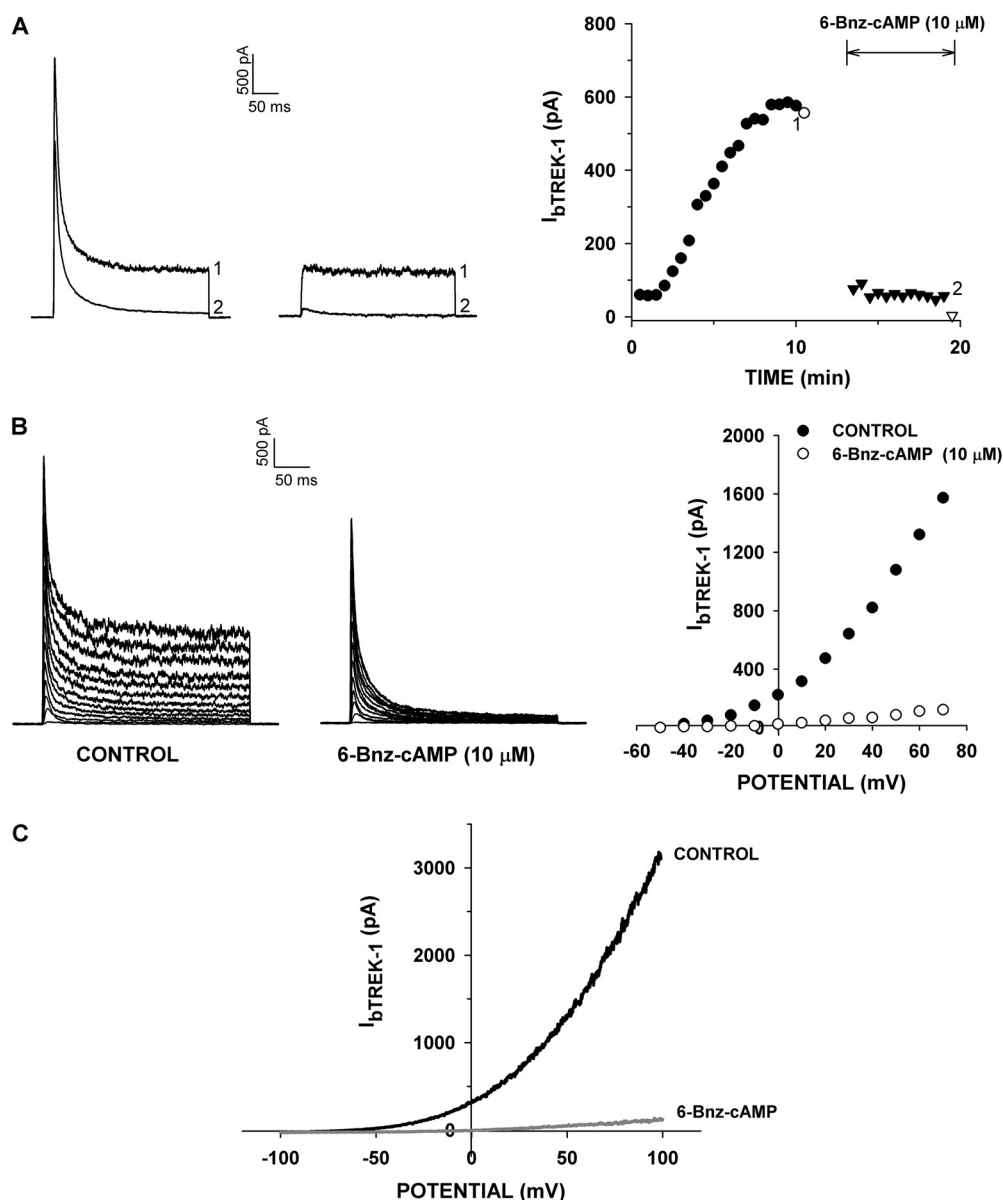 A
500 pA
50 ms
1
2
1
2
6-Bnz-cAMP (10 μM)
IbTREK-1 (pA)
800
600
400
200
0
1
2
0
10
20
TIME (min)
B
500 pA
50 ms
CONTROL
6-Bnz-cAMP (10 μM)
CONTROL
6-Bnz-cAMP (10 μM)
IbTREK-1 (pA)
2000
1600
1200
800
400
0
-60 -40 -20 0 20 40 60 80
POTENTIAL (mV)
C
IbTREK-1 (pA)
3000
2000
1000
0
CONTROL
6-Bnz-cAMP
-100 -50 0 50 100
POTENTIAL (mV)